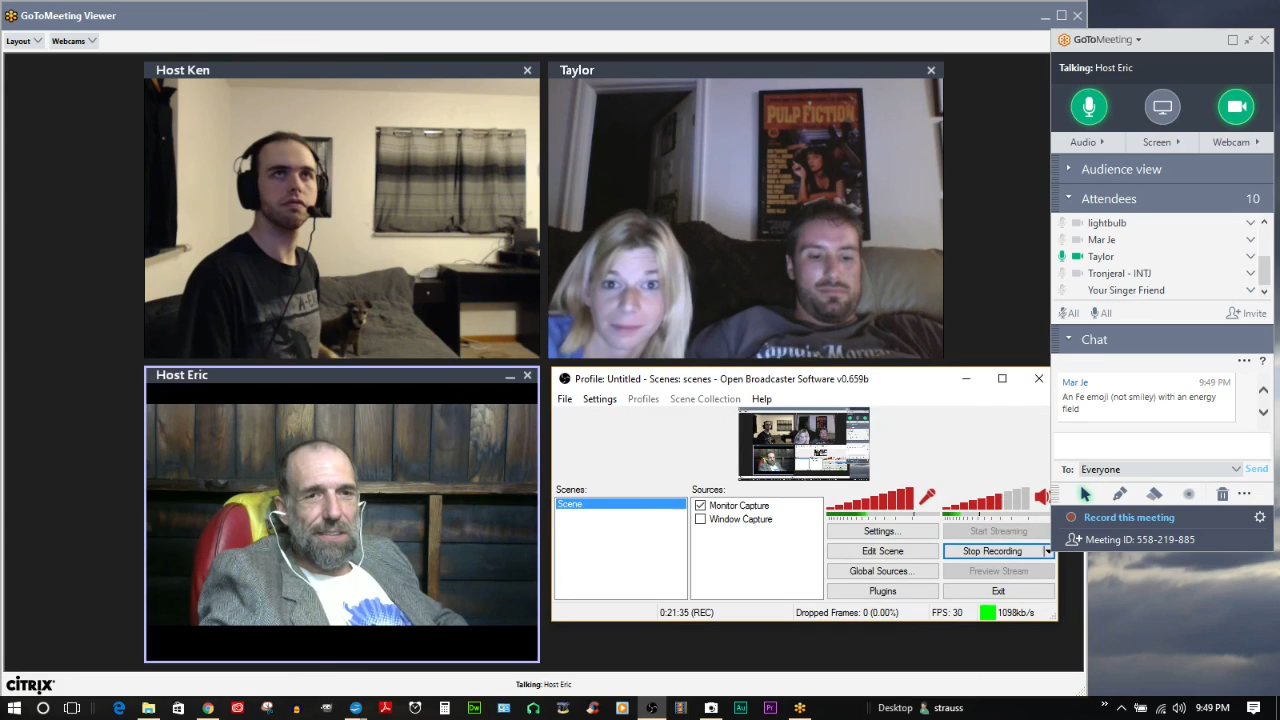 GoToMeeting Viewer
Layout
Webcams
Host Ken
Taylor
PULP FICTION
Host Eric
Profile: Untitled - Scenes: scenes - Open Broadcaster Software v0.659b
File Settings Profiles Scene Collection Help
Scenes:
Sources:
Scene
Monitor Capture
Window Capture
Settings...
Start Streaming
Edit Scene
Stop Recording
Global Sources...
Preview Stream
Plugins
Exit
0:21:35 (REC)
Dropped Frames: 0 (0.00%)
FPS: 30
1098kb/s
GoToMeeting
Talking: Host Eric
Audio
Screen
Webcam
Audience view
Attendees 10
lightbulb
Mar Je
Taylor
Tronjeral - INTJ
Your Singer Friend
All
All
Invite
Chat
?
Mar Je 9:49 PM
An Fe emoji (not smiley) with an energy
field
To: Everyone
Send
Record this meeting
Meeting ID: 558-219-885
CITRIX
Talking: Host Eric
Dw
Au
Pr
Desktop
strauss
9:49 PM